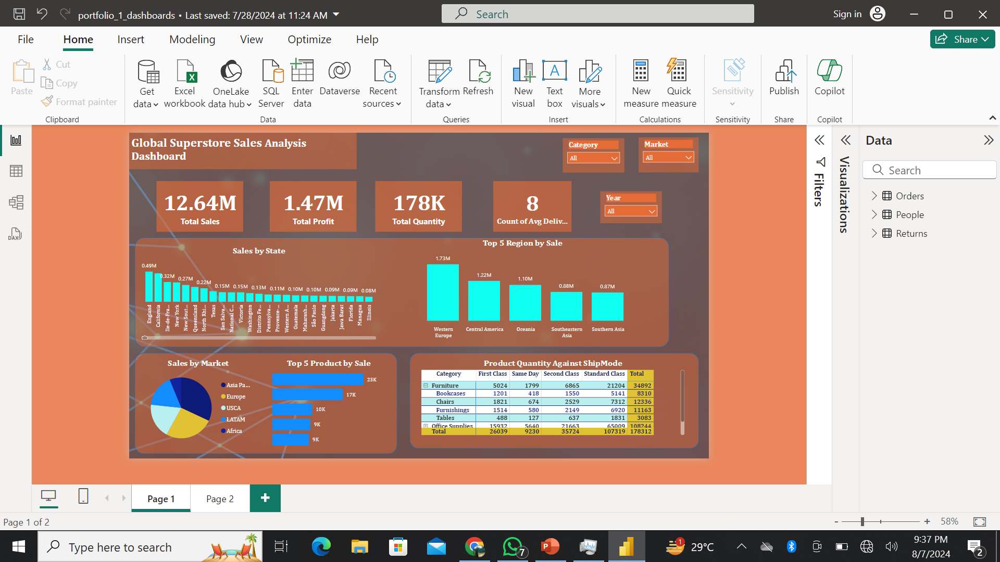 portfolio_1_dashboards • Last saved: 7/28/2024 at 11:24 AM
Search
Sign in
File Home Insert Modeling View Optimize Help
Share
Paste
Cut
Copy
Format painter
Clipboard
Get data
Excel workbook
OneLake data hub
SQL Server
Enter data
Dataverse
Recent sources
Data
Transform data
Refresh
Queries
New visual
Text box
More visuals
Insert
New measure
Quick measure
Calculations
Sensitivity
Sensitivity
Publish
Share
Copilot
Copilot
DAX
Global Superstore Sales Analysis
Dashboard
Category
All
Market
All
12.64M
Total Sales
1.47M
Total Profit
178K
Total Quantity
8
Count of Avg Deliv...
Year
All
Sales by State
0.49M 0.32M 0.27M 0.22M 0.15M 0.15M 0.13M 0.11M 0.10M 0.10M 0.09M 0.09M 0.08M
England
California
Ile-de-Fra...
New York
New Sout...
Queensland
North Rhi...
Texas
San Salva...
National C...
Victoria
Washington
Distrito Fe...
Pennsylva...
Provence-...
Western A...
Guatemala
Maharash...
São Paulo
Guangdong
Jakarta
Jawa Barat
Florida
Managua
Illinois
Top 5 Region by Sale
1.73M
1.22M
1.10M
0.88M
0.87M
Western
Europe
Central America
Oceania
Southeastern
Asia
Southern Asia
Sales by Market
Asia Pa...
Europe
USCA
LATAM
Africa
Top 5 Product by Sale
23K
17K
10K
9K
9K
Product Quantity Against ShipMode
Category First Class Same Day Second Class Standard Class Total
Furniture 5024 1799 6865 21204 34892
Bookcases 1201 418 1550 5141 8310
Chairs 1821 674 2529 7312 12336
Furnishings 1514 580 2149 6920 11163
Tables 488 127 637 1831 3083
Office Supplies 15932 5640 21663 65009 108244
Total 26039 9230 35724 107319 178312
Filters
Visualizations
Data
Search
Orders
People
Returns
Page 1
Page 2
+
Page 1 of 2
- + 58%
Type here to search
7
P
1
29°C
9:37 PM
8/7/2024
2